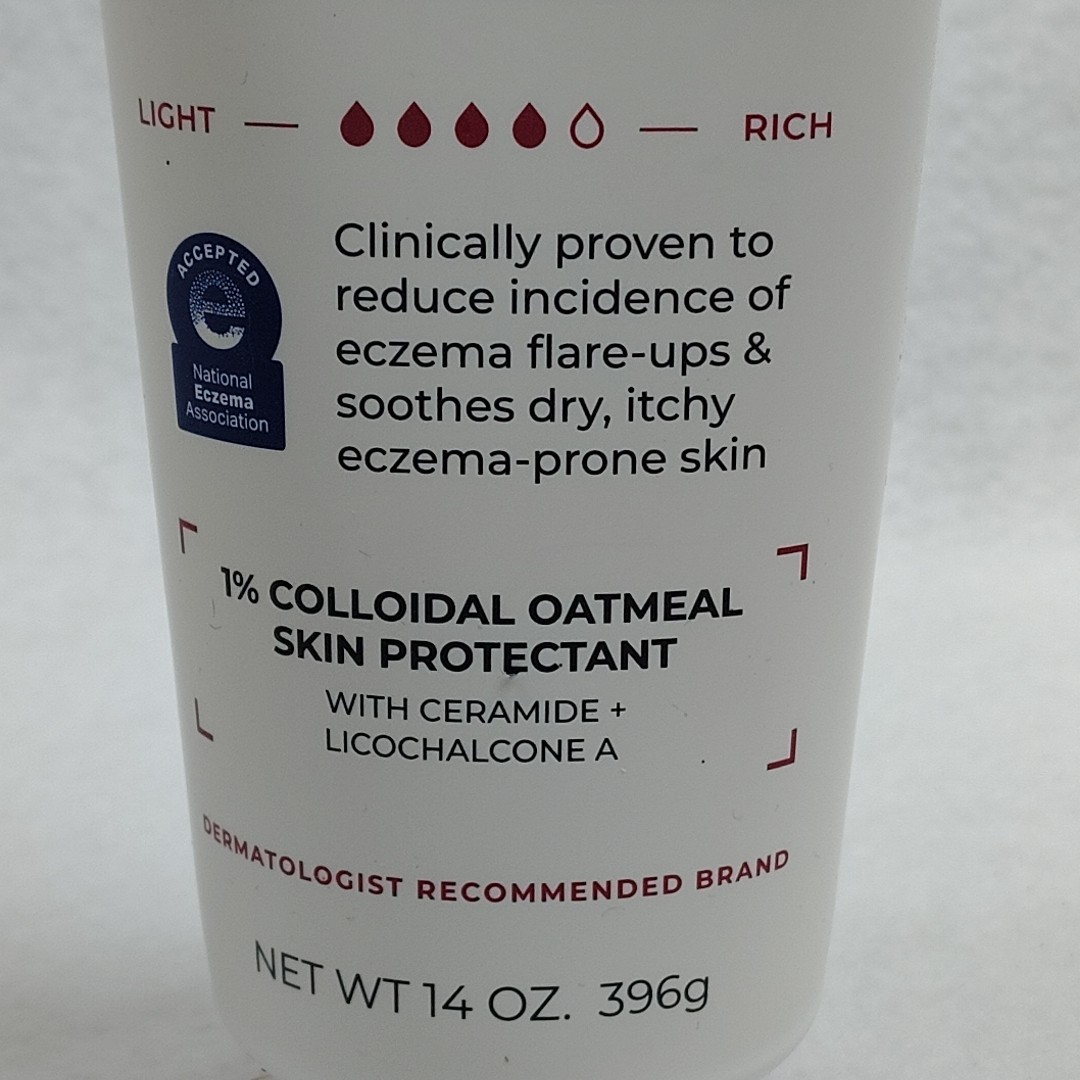 LIGHT — — RICH
ACCEPTED
e
National
Eczema
Association
Clinically proven to
reduce incidence of
eczema flare-ups &
soothes dry, itchy
eczema-prone skin
1% COLLOIDAL OATMEAL
SKIN PROTECTANT
WITH CERAMIDE +
LICOCHALCONE A
DERMATOLOGIST RECOMMENDED BRAND
NET WT 14 OZ. 396g